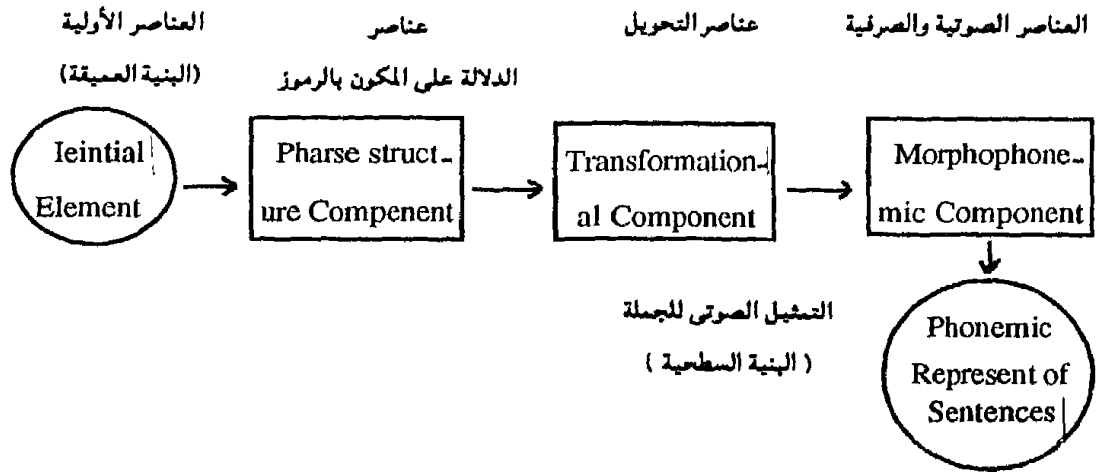 العناصر الأولية
(البنية العميقة)
عناصر
الدلالة على المكون بالرموز
عناصر التحويل
العناصر الصوتية والصرفية
Ieintial
Element
Pharse struct-
ure Compenent
Transformation-
al Component
Morphophone-
mic Component
التمثيل الصوتى للجملة
( البنية السطحية )
Phonemic
Represent of
Sentences